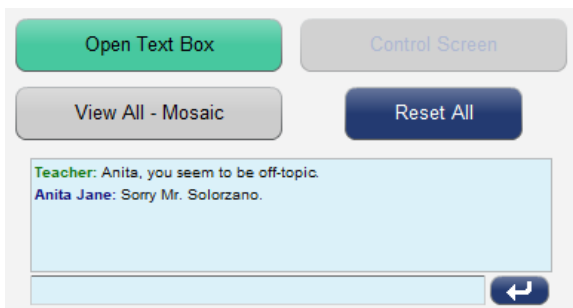 Open Text Box
Control Screen
View All - Mosaic
Reset All
Teacher: Anita, you seem to be off-topic.
Anita Jane: Sorry Mr. Solorzano.